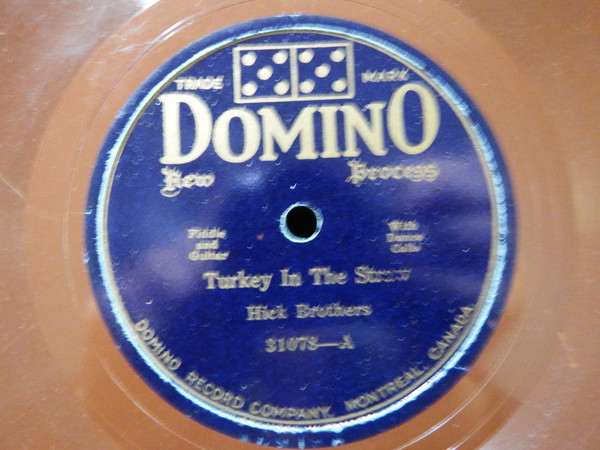 TRADE MARK
DOMINO
New Process
Fiddle
and
Guitar
With
Dance
Calls
Turkey In The Straw
Hick Brothers
31078—A
DOMINO RECORD COMPANY, MONTREAL, CANADA